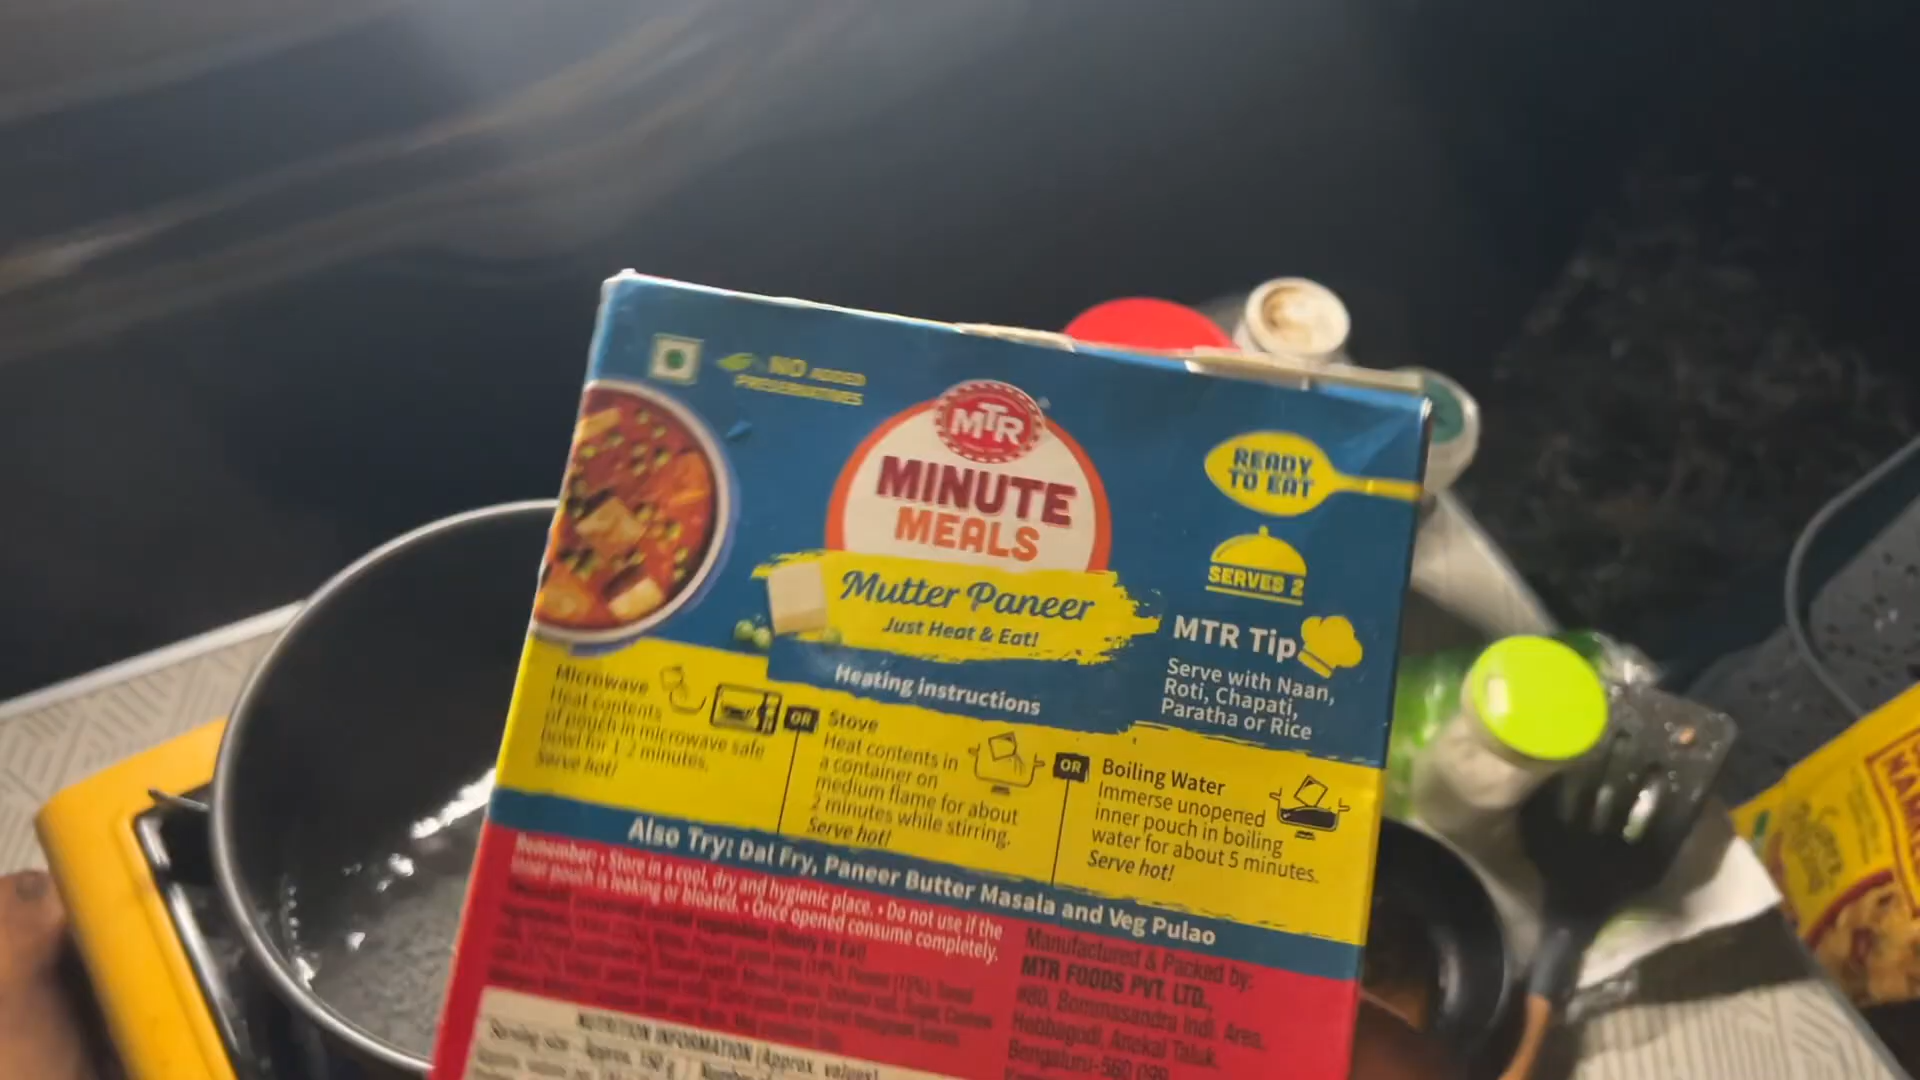 NO ADDED
PRESERVATIVES
MTR
MINUTE
MEALS
Mutter Paneer
Just Heat & Eat!
READY
TO EAT
SERVES 2
MTR Tip
Serve with Naan,
Roti, Chapati,
Paratha or Rice
Heating instructions
Microwave
Heat contents
of pouch in microwave safe
bowl for 1-2 minutes.
Serve hot!
OR
Stove
Heat contents in
a container on
medium flame for about
2 minutes while stirring.
Serve hot!
OR
Boiling Water
Immerse unopened
inner pouch in boiling
water for about 5 minutes.
Serve hot!
Also Try: Dal Fry, Paneer Butter Masala and Veg Pulao
Remember: • Store in a cool, dry and hygienic place. • Do not use if the
inner pouch is leaking or bloated. • Once opened consume completely.
Manufactured & Packed by:
MTR FOODS PVT. LTD.,
#80, Bommasandra Indl. Area,
Hebbagodi, Anekal Taluk,
Bengaluru-560 099
NUTRITION INFORMATION (Approx. values)
Serving size - Approx. 150 g